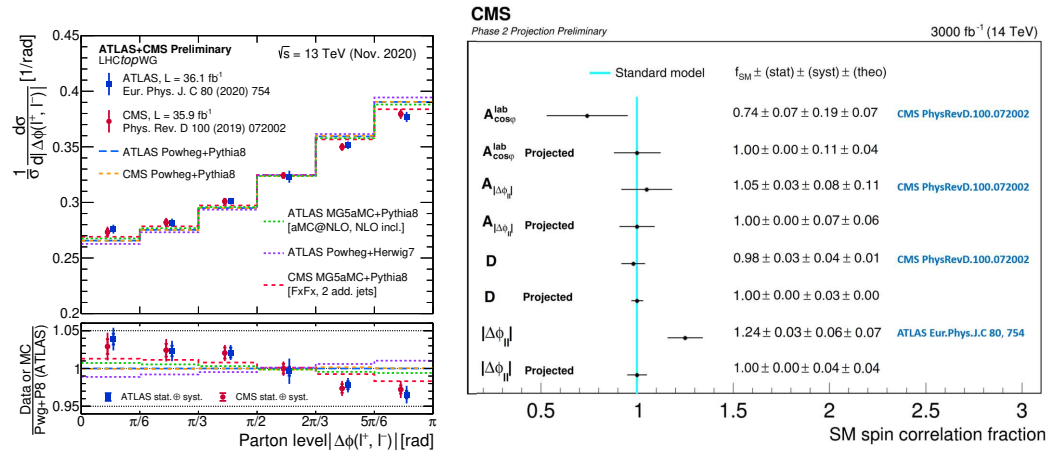 ATLAS+CMS Preliminary
LHCtopWG
√s = 13 TeV (Nov. 2020)
ATLAS, L = 36.1 fb⁻¹
Eur. Phys. J. C 80 (2020) 754
CMS, L = 35.9 fb⁻¹
Phys. Rev. D 100 (2019) 072002
ATLAS Powheg+Pythia8
CMS Powheg+Pythia8
ATLAS MG5aMC+Pythia8
[aMC@NLO, NLO incl.]
ATLAS Powheg+Herwig7
CMS MG5aMC+Pythia8
[FxFx, 2 add. jets]
1/σ dσ/d|Δϕ(l⁺, l⁻)| [1/rad]
0.45
0.4
0.35
0.3
0.25
0.2
Data or MC
Pwg+P8 (ATLAS)
1.05
1
0.95
ATLAS stat.⊕ syst.
CMS stat.⊕ syst.
0 π/6 π/3 π/2 2π/3 5π/6 π
Parton level|Δϕ(l⁺, l⁻)| [rad]
CMS
Phase 2 Projection Preliminary
3000 fb⁻¹ (14 TeV)
Standard model
f_SM ± (stat) ± (syst) ± (theo)
A^lab_cosφ 0.74 ± 0.07 ± 0.19 ± 0.07 CMS PhysRevD.100.072002
A^lab_cosφ Projected 1.00 ± 0.00 ± 0.11 ± 0.04
A_|Δϕ_ll| 1.05 ± 0.03 ± 0.08 ± 0.11 CMS PhysRevD.100.072002
A_|Δϕ_ll| Projected 1.00 ± 0.00 ± 0.07 ± 0.06
D 0.98 ± 0.03 ± 0.04 ± 0.01 CMS PhysRevD.100.072002
D Projected 1.00 ± 0.00 ± 0.03 ± 0.00
|Δϕ_ll| 1.24 ± 0.03 ± 0.06 ± 0.07 ATLAS Eur.Phys.J.C 80, 754
|Δϕ_ll| Projected 1.00 ± 0.00 ± 0.04 ± 0.04
0.5 1 1.5 2 2.5 3
SM spin correlation fraction